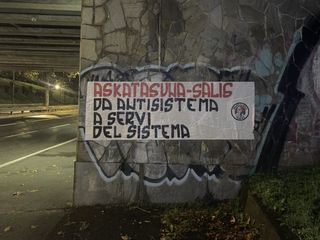 ASKATASUNA-SALIS
DA ANTISISTEMA
A SERVI
DEL SISTEMA